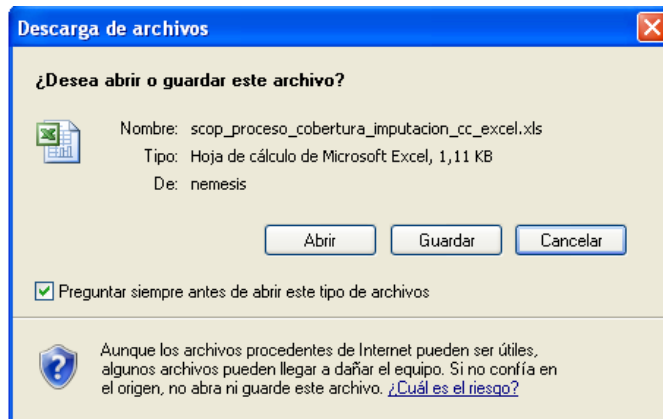 Descarga de archivos
¿Desea abrir o guardar este archivo?
Nombre: scop_proceso_cobertura_imputacion_cc_excel.xls
Tipo: Hoja de cálculo de Microsoft Excel, 1,11 KB
De: nemesis
Abrir Guardar Cancelar
Preguntar siempre antes de abrir este tipo de archivos
Aunque los archivos procedentes de Internet pueden ser útiles,
algunos archivos pueden llegar a dañar el equipo. Si no confía en
el origen, no abra ni guarde este archivo. ¿Cuál es el riesgo?